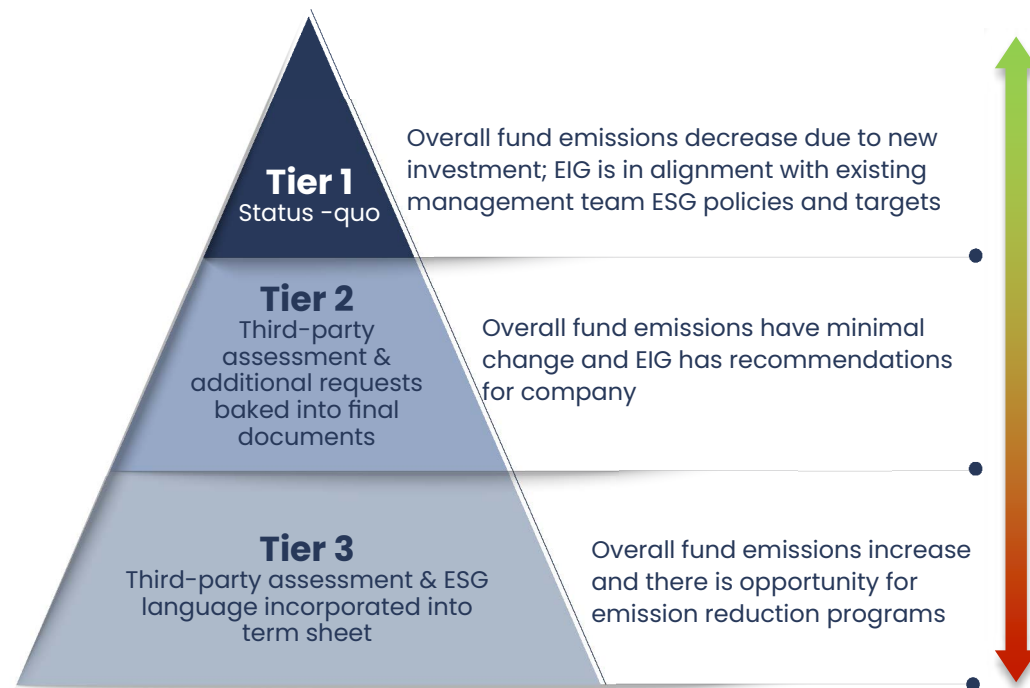 Overall fund emissions decrease due to new
investment; EIG is in alignment with existing
management team ESG policies and targets
Tier 1
Status -quo
Tier 2
Third-party
assessment &
additional requests
baked into final
documents
Overall fund emissions have minimal
change and EIG has recommendations
for company
Tier 3
Third-party assessment & ESG
language incorporated into
term sheet
Overall fund emissions increase
and there is opportunity for
emission reduction programs